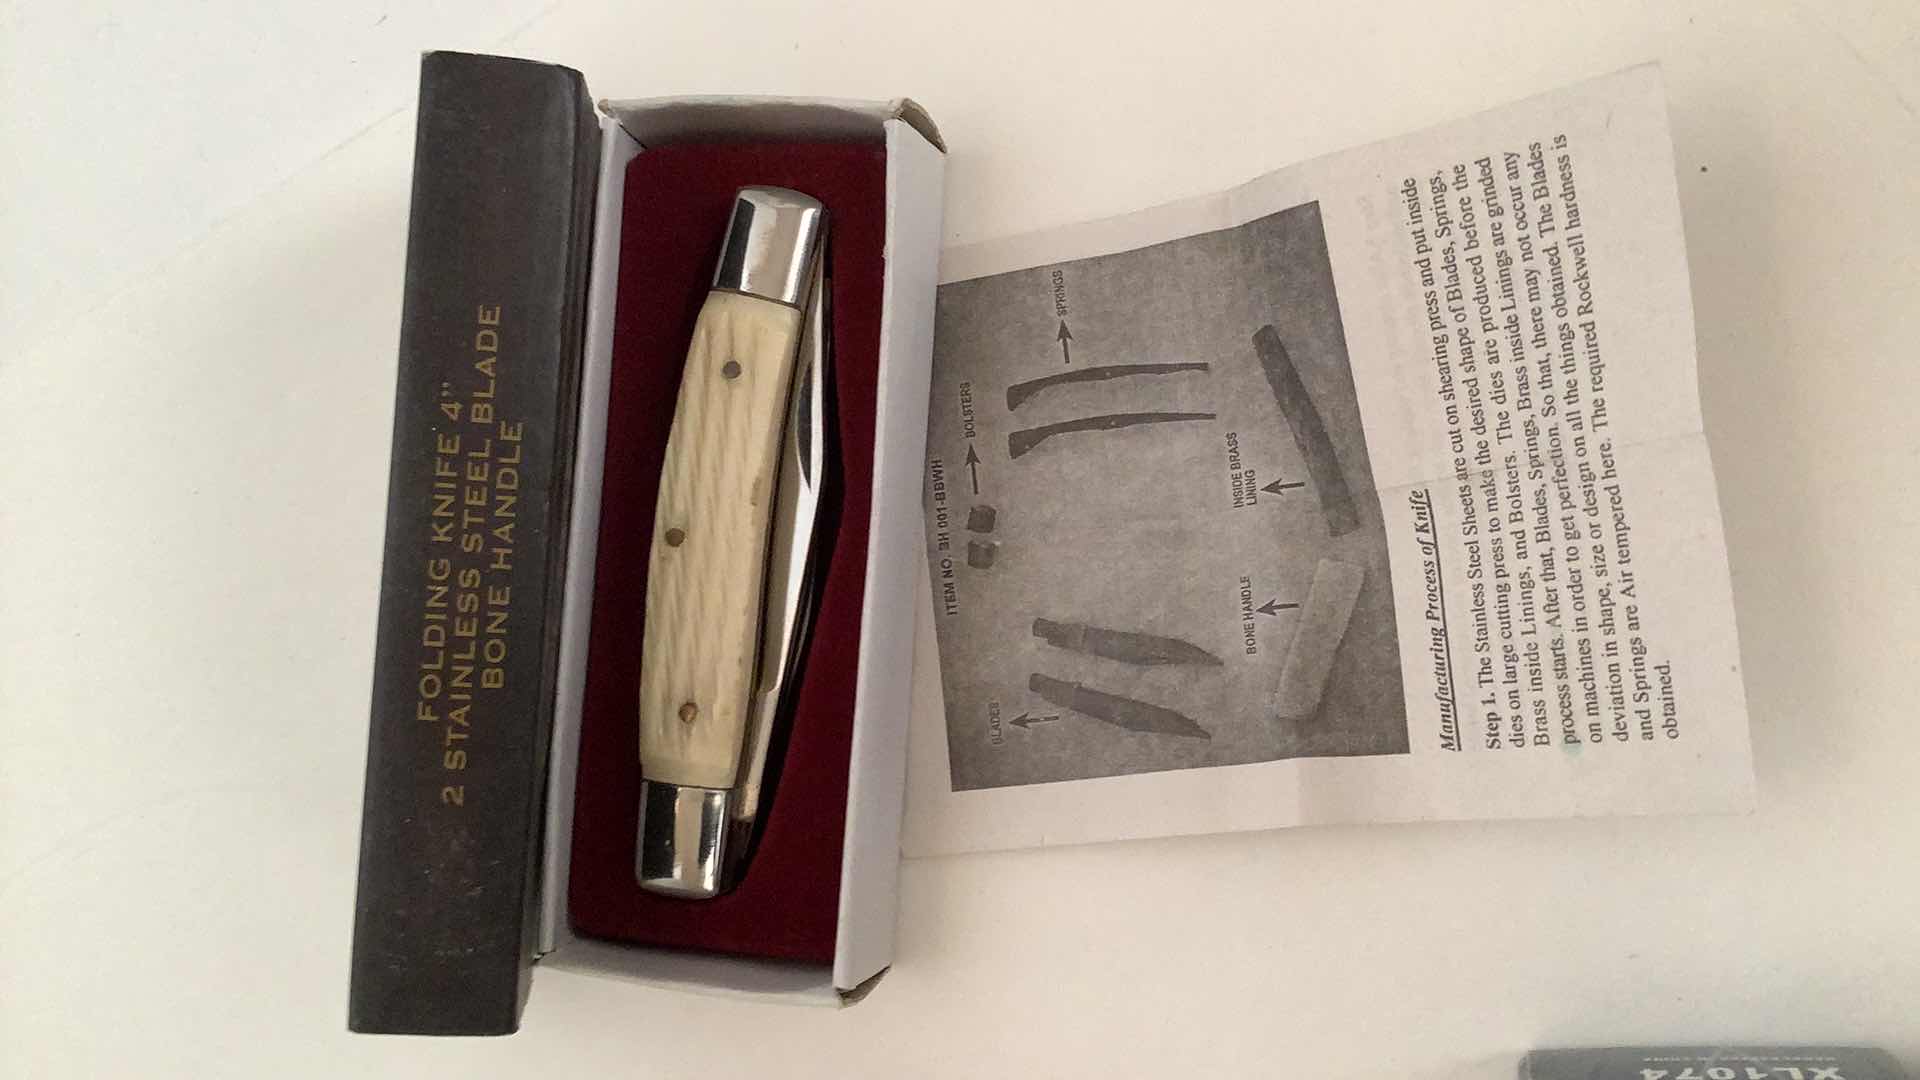 FOLDING KNIFE 4"
2 STAINLESS STEEL BLADE
BONE HANDLE
ITEM NO. BH 001-BBWH
BLADES
BOLSTERS
SPRINGS
BONE HANDLE
INSIDE BRASS
LINING
Manufacturing Process of Knife
Step 1. The Stainless Steel Sheets are cut on shearing press and put inside
dies on large cutting press to make the desired shape of Blades, Springs,
Brass inside Linings, and Bolsters. The dies are produced before the
process starts. After that, Blades, Springs, Brass inside Linings are grinded
on machines in order to get perfection. So that, there may not occur any
deviation in shape, size or design on all the things obtained. The Blades
and Springs are Air tempered here. The required Rockwell hardness is
obtained.
XL1074